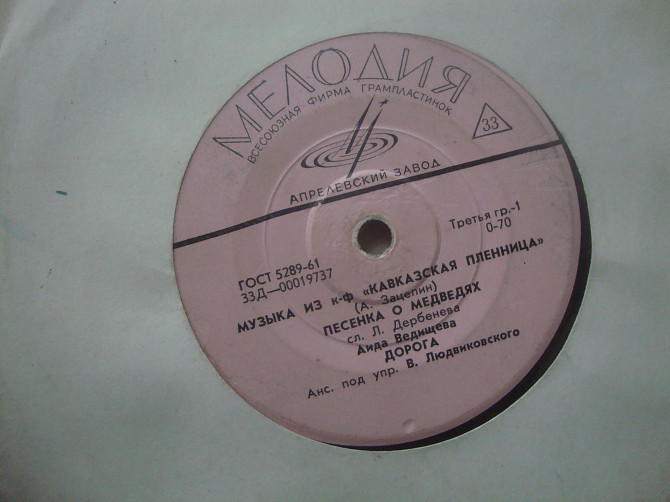 МЕЛОДИЯ
ВСЕСОЮЗНАЯ ФИРМА ГРАМПЛАСТИНОК
33
АПРЕЛЕВСКИЙ ЗАВОД
Третья гр.-1
0-70
ГОСТ 5289-61
33Д—00019737
МУЗЫКА ИЗ к-ф «КАВКАЗСКАЯ ПЛЕННИЦА»
(А. Зацепин)
ПЕСЕНКА О МЕДВЕДЯХ
сл. Л. Дербенева
Аида Ведищева
ДОРОГА
Анс. под упр. В. Людвиковского